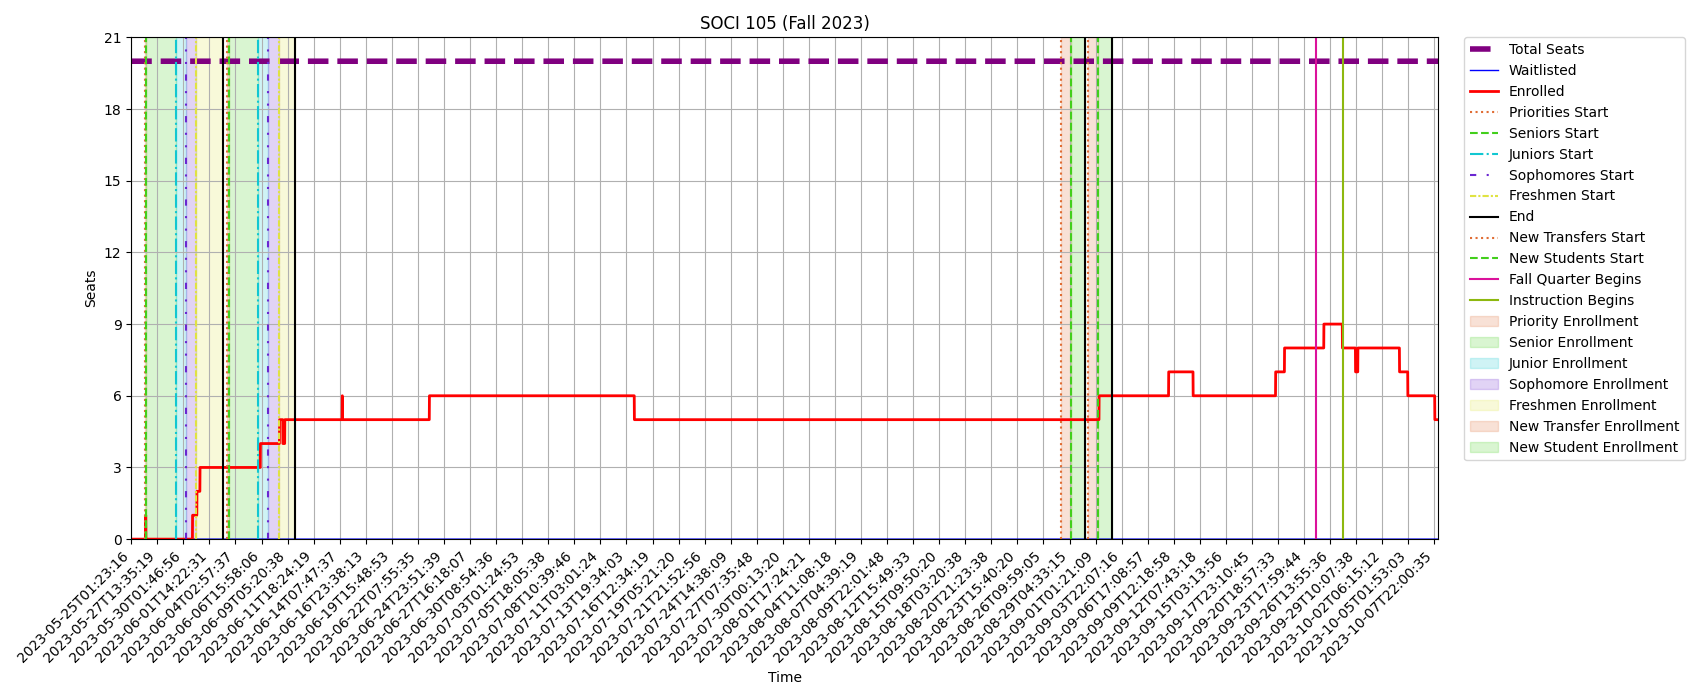 SOCI 105 (Fall 2023)
Seats
21
18
15
12
9
6
3
0
2023-05-25T01:23:16
2023-05-27T13:35:19
2023-05-30T01:46:56
2023-06-01T14:22:31
2023-06-04T02:57:37
2023-06-06T15:58:06
2023-06-09T05:20:38
2023-06-11T18:24:19
2023-06-14T07:47:37
2023-06-16T23:38:13
2023-06-19T15:48:53
2023-06-22T07:55:35
2023-06-24T23:51:39
2023-06-27T16:18:07
2023-06-30T08:54:36
2023-07-03T01:24:53
2023-07-05T18:05:38
2023-07-08T10:39:46
2023-07-11T03:01:24
2023-07-13T19:34:03
2023-07-16T12:34:19
2023-07-19T05:21:20
2023-07-21T21:52:56
2023-07-24T14:38:09
2023-07-27T07:35:48
2023-07-30T00:13:20
2023-08-01T17:24:21
2023-08-04T11:08:18
2023-08-07T04:39:19
2023-08-09T22:01:48
2023-08-12T15:49:33
2023-08-15T09:50:20
2023-08-18T03:20:38
2023-08-20T21:23:38
2023-08-23T15:40:20
2023-08-26T09:59:05
2023-08-29T04:33:15
2023-09-01T01:21:09
2023-09-03T22:07:16
2023-09-06T17:08:57
2023-09-09T12:18:58
2023-09-12T07:43:18
2023-09-15T03:13:56
2023-09-17T23:10:45
2023-09-20T18:57:33
2023-09-23T17:59:44
2023-09-26T13:55:36
2023-09-29T10:07:38
2023-10-02T06:15:12
2023-10-05T01:53:03
2023-10-07T22:00:35
Time
Total Seats
Waitlisted
Enrolled
Priorities Start
Seniors Start
Juniors Start
Sophomores Start
Freshmen Start
End
New Transfers Start
New Students Start
Fall Quarter Begins
Instruction Begins
Priority Enrollment
Senior Enrollment
Junior Enrollment
Sophomore Enrollment
Freshmen Enrollment
New Transfer Enrollment
New Student Enrollment